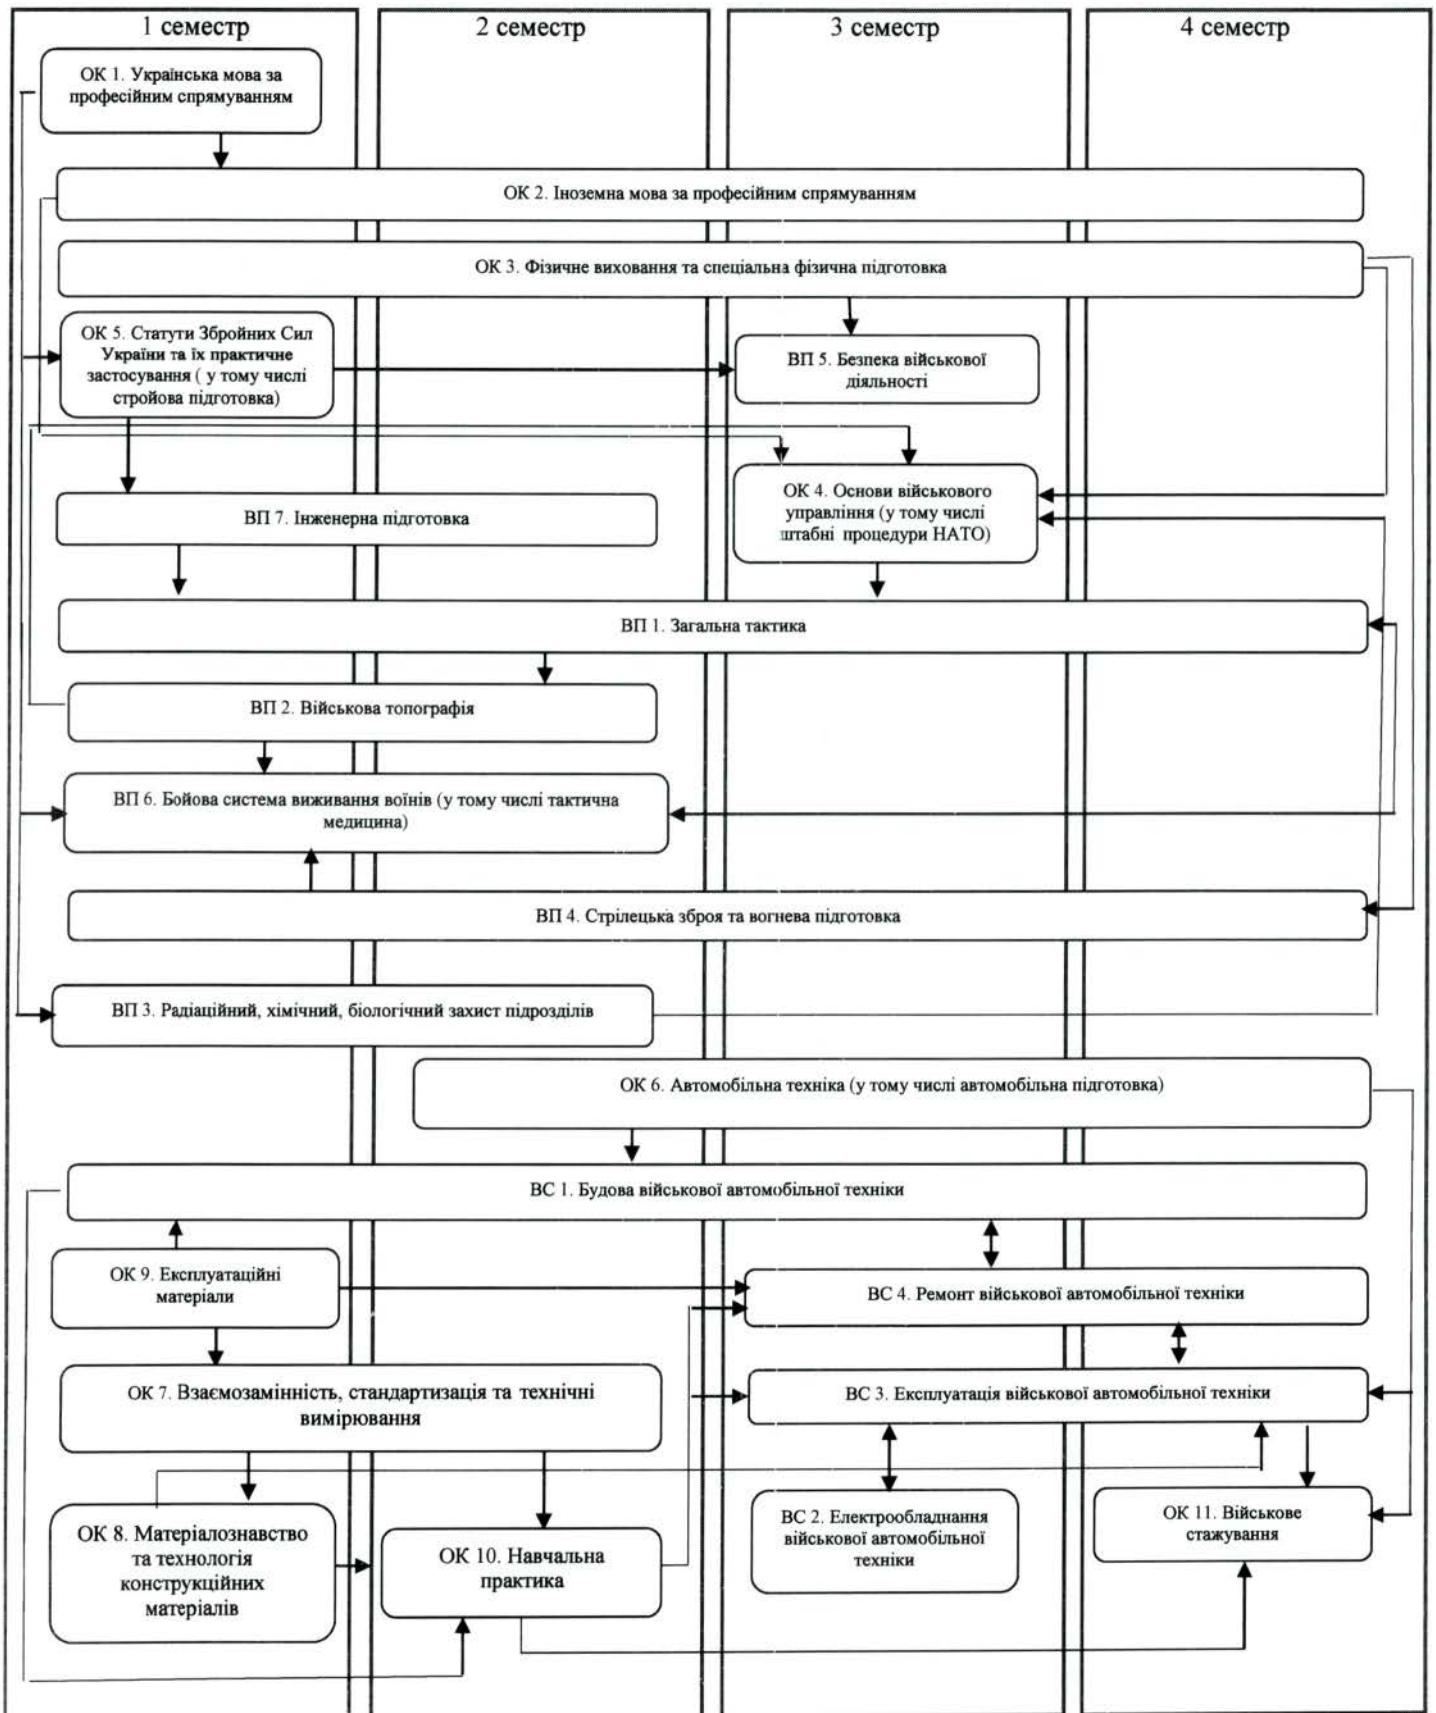 1 семестр
2 семестр
3 семестр
4 семестр
ОК 1. Українська мова за
професійним спрямуванням
ОК 2. Іноземна мова за професійним спрямуванням
ОК 3. Фізичне виховання та спеціальна фізична підготовка
ОК 5. Статути Збройних Сил
України та їх практичне
застосування ( у тому числі
стройова підготовка)
ВП 5. Безпека військової
діяльності
ВП 7. Інженерна підготовка
ОК 4. Основи військового
управління (у тому числі
штабні процедури НАТО)
ВП 1. Загальна тактика
ВП 2. Військова топографія
ВП 6. Бойова система виживання воїнів (у тому числі тактична
медицина)
ВП 4. Стрілецька зброя та вогнева підготовка
ВП 3. Радіаційний, хімічний, біологічний захист підрозділів
ОК 6. Автомобільна техніка (у тому числі автомобільна підготовка)
ВС 1. Будова військової автомобільної техніки
ОК 9. Експлуатаційні
матеріали
ВС 4. Ремонт військової автомобільної техніки
ОК 7. Взаємозамінність, стандартизація та технічні
вимірювання
ВС 3. Експлуатація військової автомобільної техніки
ОК 8. Матеріалознавство
та технологія
конструкційних
матеріалів
ОК 10. Навчальна
практика
ВС 2. Електрообладнання
військової автомобільної
техніки
ОК 11. Військове
стажування